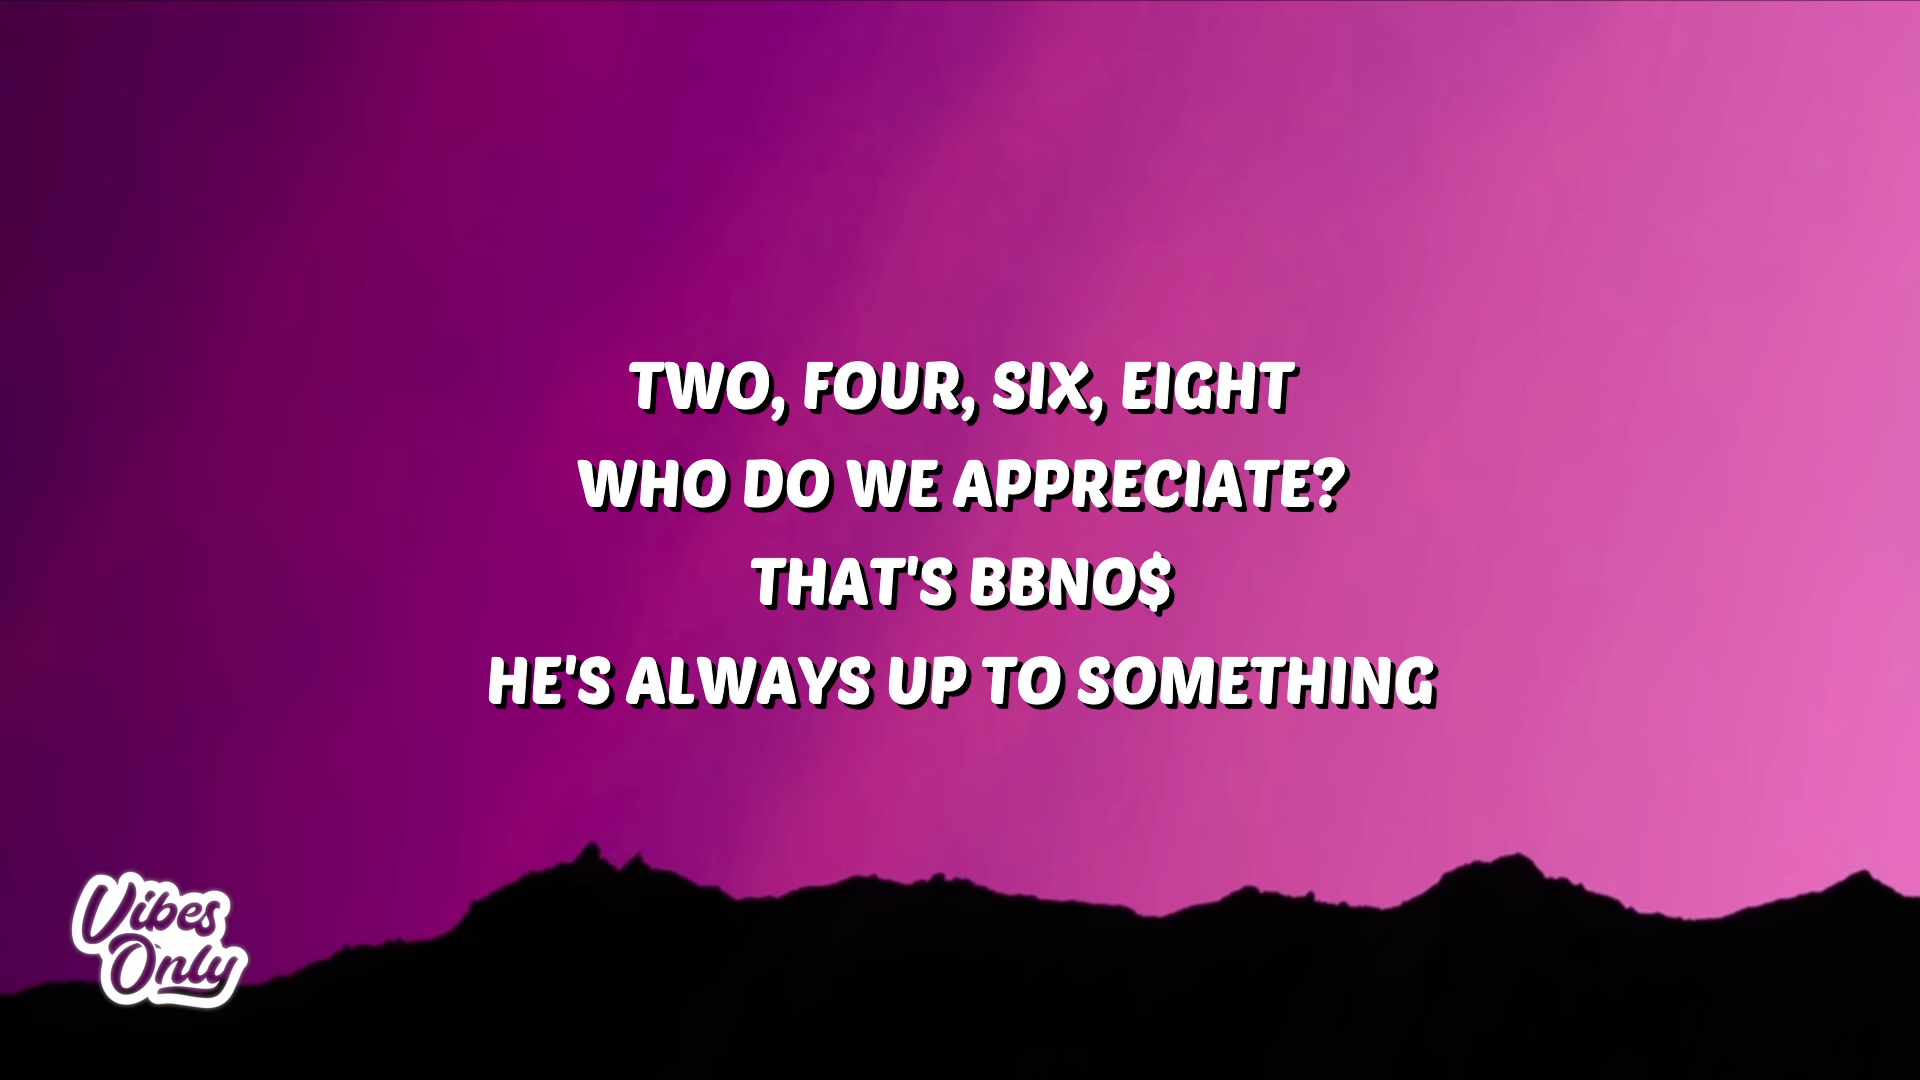 TWO, FOUR, SIX, EIGHT
WHO DO WE APPRECIATE?
THAT'S BBNO$
HE'S ALWAYS UP TO SOMETHING
Vibes
Only